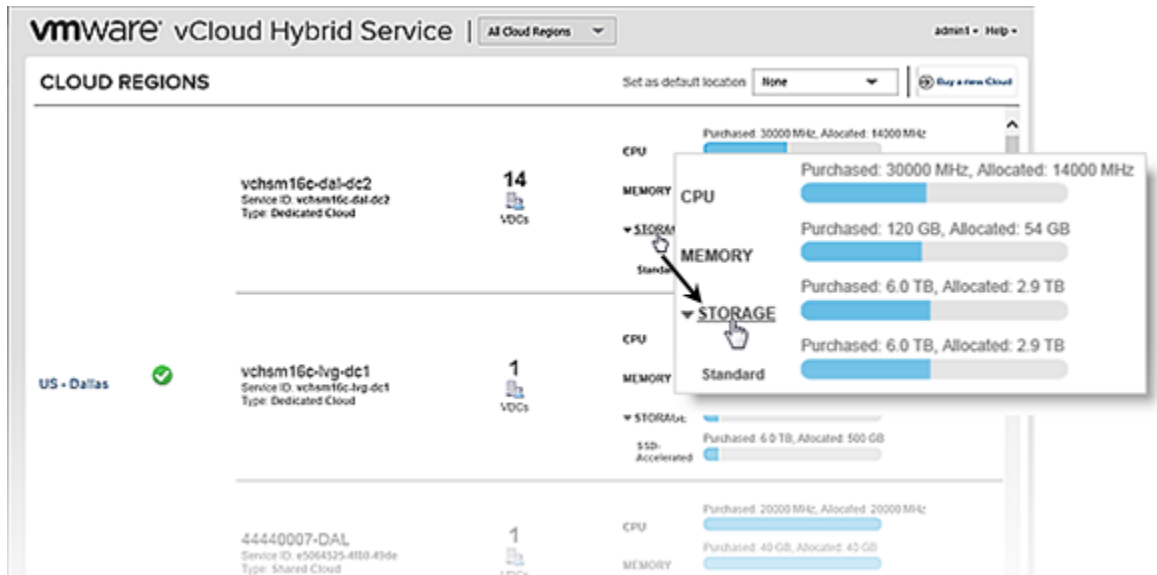 vmware vCloud Hybrid Service | All Cloud Regions
admin1 Help
CLOUD REGIONS
Set as default location None
Buy a new Cloud
vchsm16c-dal-dc2
Service ID: vchsm16c-dal-dc2
Type: Dedicated Cloud
14
VDCs
Purchased: 30000 MHz, Allocated: 14000 MHz
CPU
MEMORY
Purchased: 30000 MHz, Allocated: 14000 MHz
CPU
Purchased: 120 GB, Allocated: 54 GB
MEMORY
Purchased: 6.0 TB, Allocated: 2.9 TB
STORAGE
Purchased: 6.0 TB, Allocated: 2.9 TB
Standard
US - Dallas
vchsm16c-lvg-dc1
Service ID: vchsm16c-lvg-dc1
Type: Dedicated Cloud
1
VDCs
CPU
MEMORY
STORAGE
Purchased: 6.0 TB, Allocated: 500 GB
SSD-
Accelerated
44440007-DAL
Type: Shared Cloud
1
VDCs
Purchased: 20000 MHz, Allocated: 20000 MHz
CPU
Purchased: 40 GB, Allocated: 40 GB
MEMORY